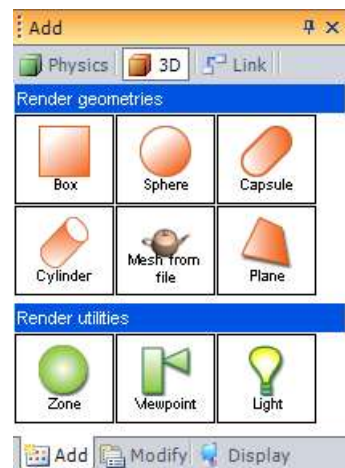 Add
Physics 3D Link
Render geometries
Box Sphere Capsule
Cylinder Mesh from file Plane
Render utilities
Zone Viewpoint Light
Add Modify Display